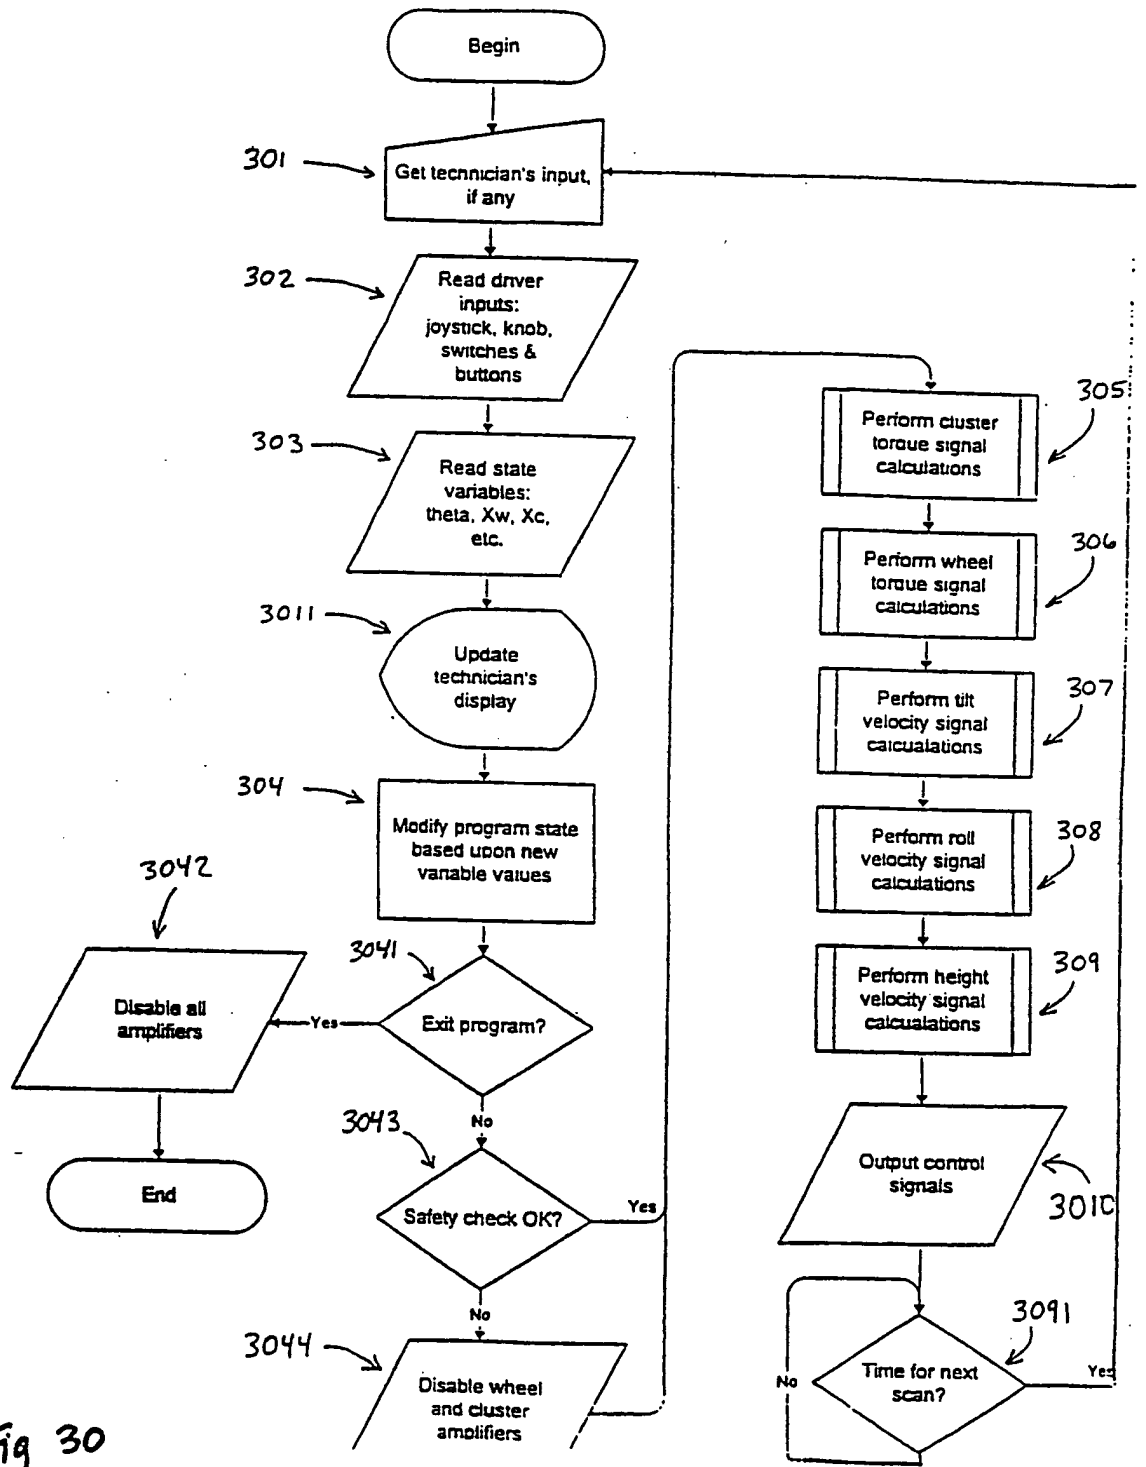 Begin
301
Get technician's input,
if any
302
Read driver
inputs:
joystick, knob,
switches &
buttons
303
Read state
variables:
theta, Xw, Xc,
etc.
3011
Update
technician's
display
304
Modify program state
based upon new
variable values
3042
Disable all
amplifiers
Yes
3041
Exit program?
No
End
3043
Safety check OK?
Yes
No
3044
Disable wheel
and cluster
amplifiers
305
Perform cluster
torque signal
calculations
306
Perform wheel
torque signal
calculations
307
Perform tilt
velocity signal
calcualations
308
Perform roll
velocity signal
calculations
309
Perform height
velocity signal
calcualations
Output control
signals
3010
3091
Time for next
scan?
No
Yes
Fig 30